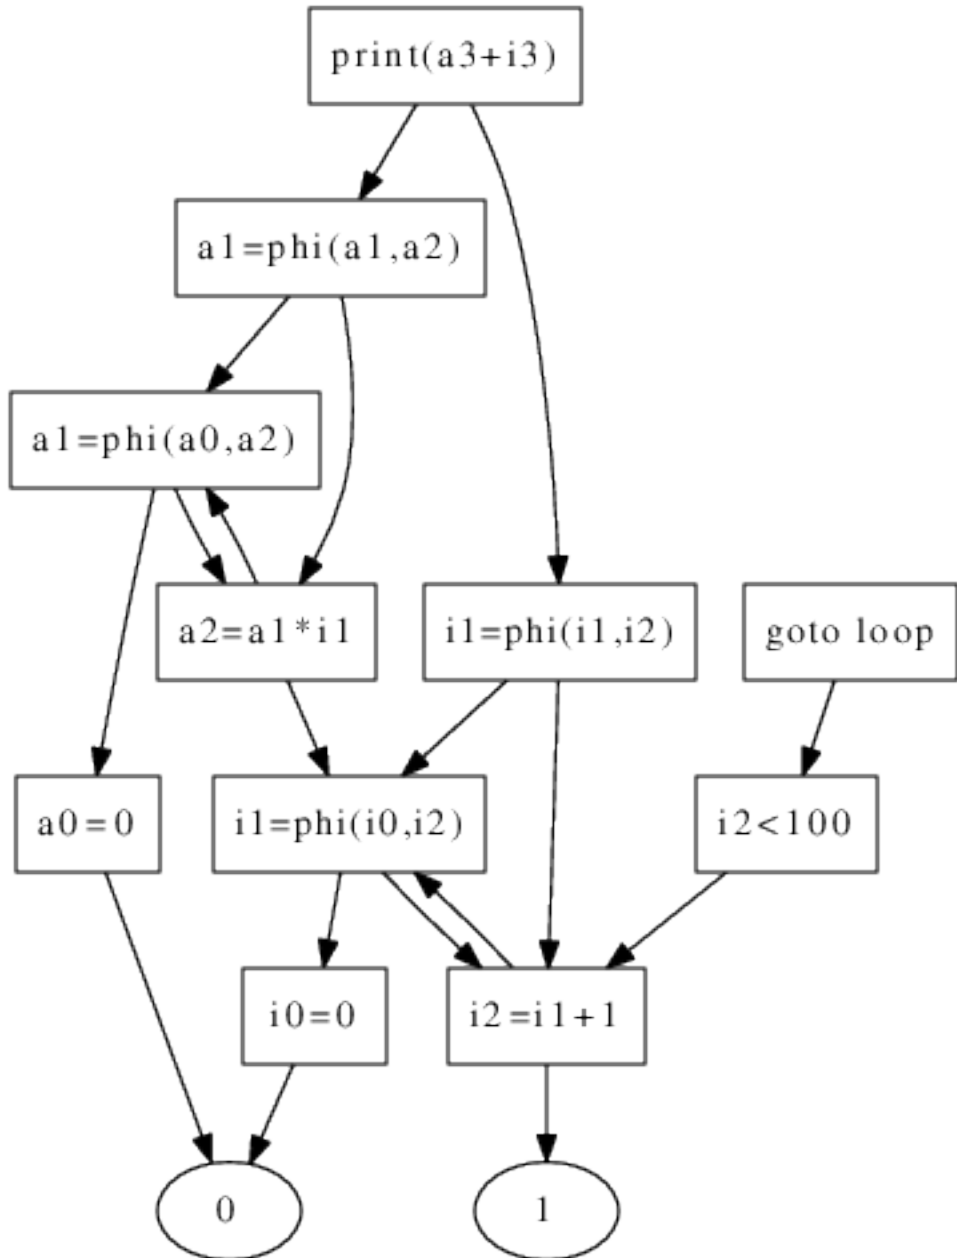 print(a3+i3)
a1=phi(a1,a2)
a1=phi(a0,a2)
a2=a1*i1
i1=phi(i1,i2)
goto loop
a0=0
i1=phi(i0,i2)
i2<100
i0=0
i2=i1+1
0
1